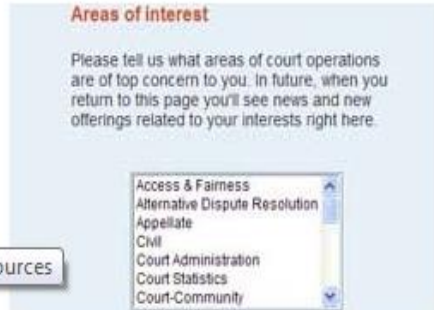 Areas of interest
Please tell us what areas of court operations
are of top concern to you. In future, when you
return to this page you'll see news and new
offerings related to your interests right here.
Access & Fairness
Alternative Dispute Resolution
Appellate
Civil
Court Administration
ources
Court Statistics
Court-Community